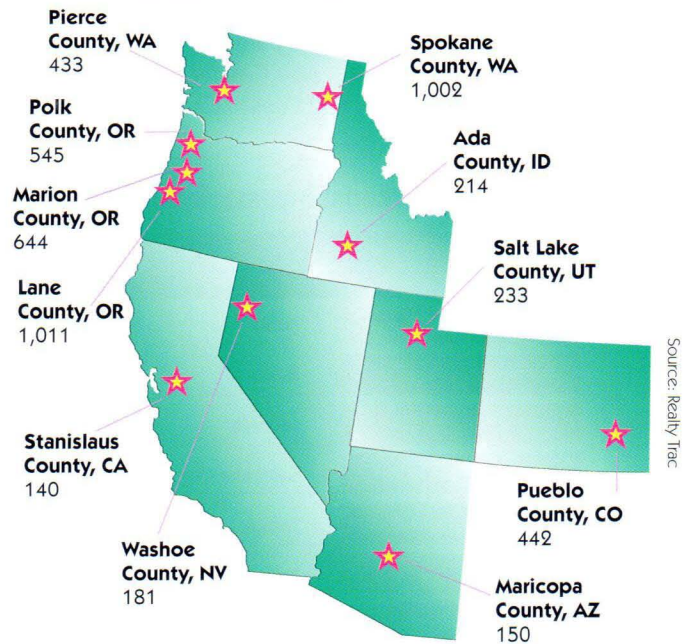 Pierce
County, WA
433
Spokane
County, WA
1,002
Polk
County, OR
545
Ada
County, ID
214
Marion
County, OR
644
Salt Lake
County, UT
233
Lane
County, OR
1,011
Source: Realty Trac
Stanislaus
County, CA
140
Pueblo
County, CO
442
Washoe
County, NV
181
Maricopa
County, AZ
150